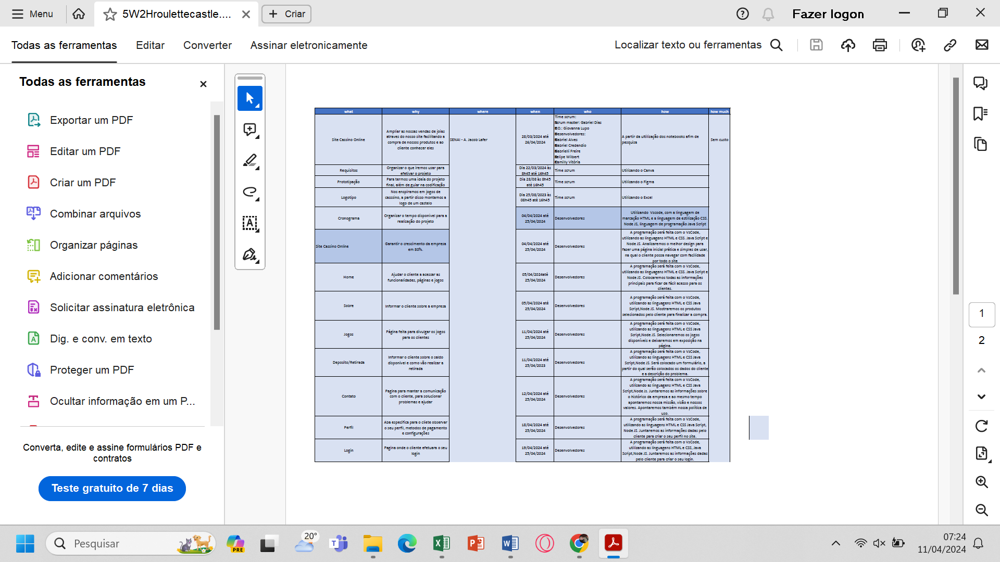 Menu
5W2Hroulettecastle....
Criar
Fazer logon
Todas as ferramentas
Editar
Converter
Assinar eletronicamente
Localizar texto ou ferramentas
Todas as ferramentas
Exportar um PDF
Editar um PDF
Criar um PDF
Combinar arquivos
Organizar páginas
Adicionar comentários
Solicitar assinatura eletrônica
Dig. e conv. em texto
Proteger um PDF
Ocultar informação em um P...
Converta, edite e assine formulários PDF e
contratos
Teste gratuito de 7 dias
what why where when who how how much
Site Cassino Online
Ampliar as nossas vendas de joias
atraves do nosso site facilitando a
compra de nossos produtos e ao
cliente conhecer eles
SENAI - A. Jacob Lafer
28/03/2024 até
26/04/2024
Time scrum:
Scrum master: Gabriel Dias
P.O.: Giovanna Lupo
Desenvolvedores:
Gabriel Alves
Gabriel Credendio
Gabrielli Freire
Felipe Wilbert
Camilly Vitória
A partir da ultilização dos notebooks afim de
pesquisa
Sem custo
Requisitos
Organizar o que iremos usar para
efetivar o projeto
Dia 22/03/2024 às
8h45 até 16h45
Time scrum
Utilizando o Canva
Prototipação
Para termos uma ideia do projeto
final, além de guiar na codificação
Dia 28/08 às 8h45
até 16h45
Time scrum
Utilizando o Figma
Logotipo
Nos enspiramos em jogos de
casssino, a partir disso montamos a
logo de um castelo
Dia 25/08/2023 às
08h45 até 16h45
Time scrum
Utilizando o Excel
Cronograma
Organizar o tempo disponivel para a
realização do projeto
04/04/2024 até
25/04/2024
Desenvolvedores
Utilizando Vscode, com a linguagem de
marcação HTML e a linguagem de estilização CSS.
Node JS, linguagem de programação Java Script
Site Cassino Online
Garantir o crescimento da empresa
em 80%.
04/04/2024 até
25/04/2024
Desenvolvedores
A programação será feita com o VsCode,
utilizando as linguagens HTML e CSS. Java Script e
Node JS. Analizaremos o melhor design para
fazer uma página inicial prática e simples de usar,
na qual o cliente possa navegar com facilidade
por todo o site
Home
Ajudar o cliente a acessar as
funcionalidades, páginas e jogos
05/04/2024até
25/04/2024
Desenvolvedores
A programação será feita com o VsCode,
utilizando as linguagens HTML e CSS. Java Script e
Node JS. Colocaremos todas as informações
principais para ficar de fácil acesso para os
clientes.
Sobre
Informar o cliente sobre a empresa
05/04/2024 até
25/04/2024
Desenvolvedores
A programação será feita com o VsCode,
utilizando as linguagens HTML e CSS Java
Script,Node JS. Mostraremos os produtos
selecionados pelo cliente para finalizar a compra.
Jogos
Página feita para divulgar os jogos
para os clientes
11/04/2024 até
25/04/2024
Desenvolvedores
A programação será feita com o VsCode,
utilizando as linguagens HTML e CSS Java
Script,Node JS. Selecionaremos os jogos
disponíveis e deixaremos em exposição na
página.
Deposito/Retirada
Informar o cliente sobre o saldo
disponivel e como vão realizar a
retirada
11/04/2024 até
25/04/2023
Desenvolvedores
A programação será feita com o VsCode,
utilizando as linguagens HTML e CSS Java
Script,Node JS. Será colocado um formulário, a
partir do qual serão colocados os dados do cliente
e a descrição do problema.
Contato
Pagina para manter a comunicação
com o cliente, para solucionar
problemas e ajudar
12/04/2024 até
25/04/2024
Desenvolvedores
A programação será feita com o VsCode,
utilizando as linguagens HTML e CSS Java
Script,Node Js. Juntaremos as informações sobre
o histórico da empresa e ao mesmo tempo
apontaremos nossa missão, visão e nossos
valores. Apontaremos também nossa política de
uso.
Perfil
Aba especifica para o cliete observar
o seu perfil, metodos de pagamento
e configurações
18/04/2024 até
25/04/2024
Desenvolvedores
A programação será feita com o VsCode,
utilizando as linguagens HTML e CSS Java Script,
Node JS. Juntaremos as informações dadas pelo
cliente para criar o seu perfil no site.
Login
Pagina onde o cliente efetuara o seu
login
19/04/2024 até
25/04/2024
Desenvolvedores
A programação será feita com o VsCode,
utilizando as linguagens HTML e CSS, Java
Script,Node JS. Juntaremos as informações dadas
pelo cliente para criar o seu login.
1
2
Pesquisar
PRE
20°
07:24
11/04/2024